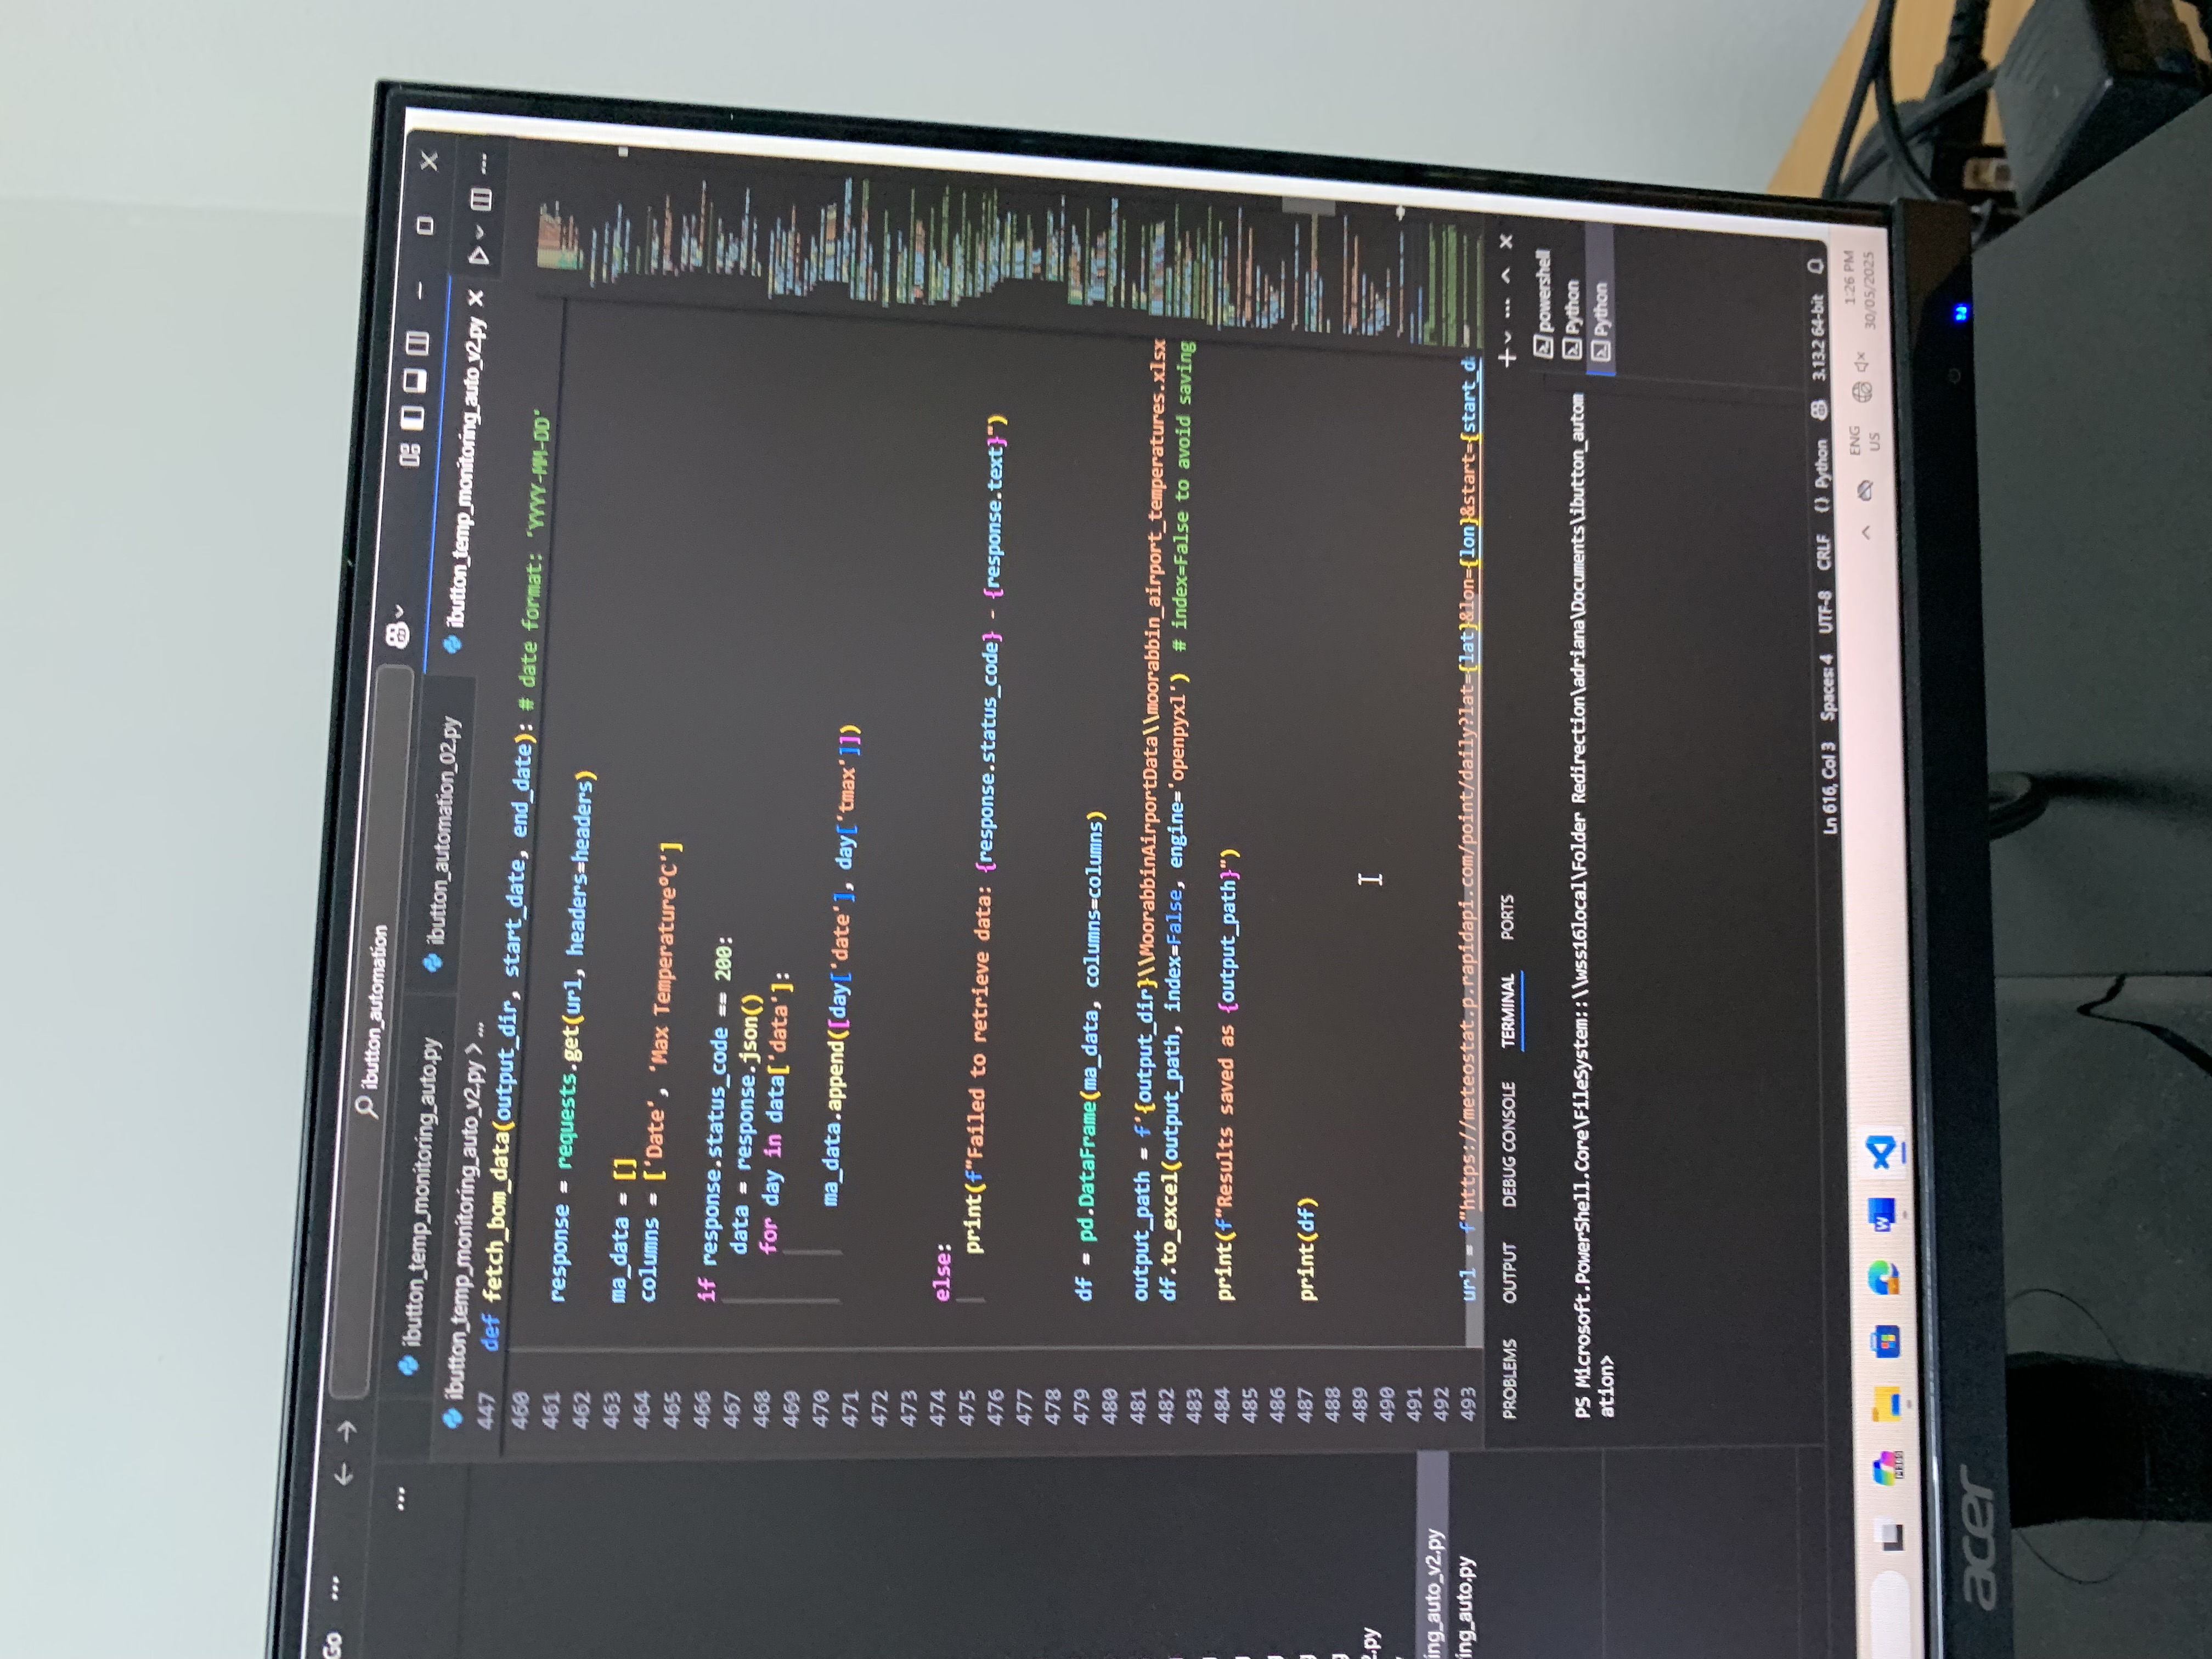 Go ...
ibutton_automation
...
ibutton_temp_monitoring_auto.py
ibutton_automation_02.py
ibutton_temp_monitoring_auto_v2.py
ibutton_temp_monitoring_auto_v2.py > ...
447 def fetch_bom_data(output_dir, start_date, end_date): # date format: 'YYYY-MM-DD'
460
461 response = requests.get(url, headers=headers)
462
463 ma_data = []
464 columns = ['Date', 'Max Temperature°C']
465
466 if response.status_code == 200:
467 data = response.json()
468 for day in data['data']:
469
470 ma_data.append([day['date'], day['tmax']])
471
472
473
474 else:
475 print(f"Failed to retrieve data: {response.status_code} - {response.text}")
476
477
478
479 df = pd.DataFrame(ma_data, columns=columns)
480
481 output_path = f'{output_dir}\\MoorabbinAirportData\\moorabbin_airport_temperatures.xlsx
482 df.to_excel(output_path, index=False, engine='openpyxl') # index=False to avoid saving
483
484 print(f"Results saved as {output_path}")
485
486
487 print(df)
488
489
490
491
492
493 url = f"https://meteostat.p.rapidapi.com/point/daily?lat={lat}&lon={lon}&start={start_d
2.py
ing_auto_v2.py
ing_auto.py
PROBLEMS OUTPUT DEBUG CONSOLE TERMINAL PORTS
PS Microsoft.PowerShell.Core\FileSystem::\\wss16local\Folder Redirection\adriana\Documents\ibutton_autom
ation>
powershell
Python
Python
Ln 616, Col 3 Spaces: 4 UTF-8 CRLF {} Python 3.13.2 64-bit
ENG
US
1:26 PM
30/05/2025
acer